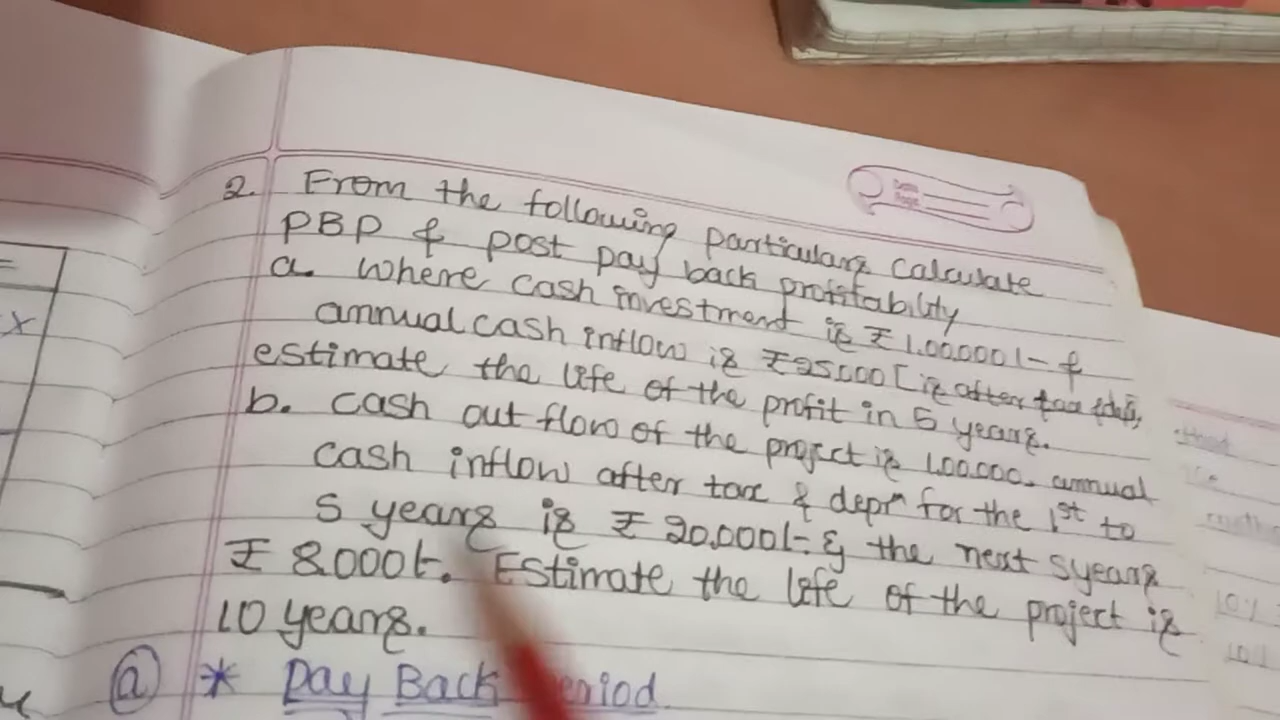 2. From the following particulars calculate
PBP & post pay back profitability
a. where cash investment is ₹1.00.000/- &
annual cash inflow is ₹25.000 [is after tax
estimate the life of the profit in 5 years.
b. cash out flow of the project is 1.00.000. annual
cash inflow after tax & deprⁿ for the 1st to
5 years is ₹ 20.000/- & the next 5years
₹ 8.000/-. Estimate the life of the project is
10 years.
ⓐ * Pay Back Period